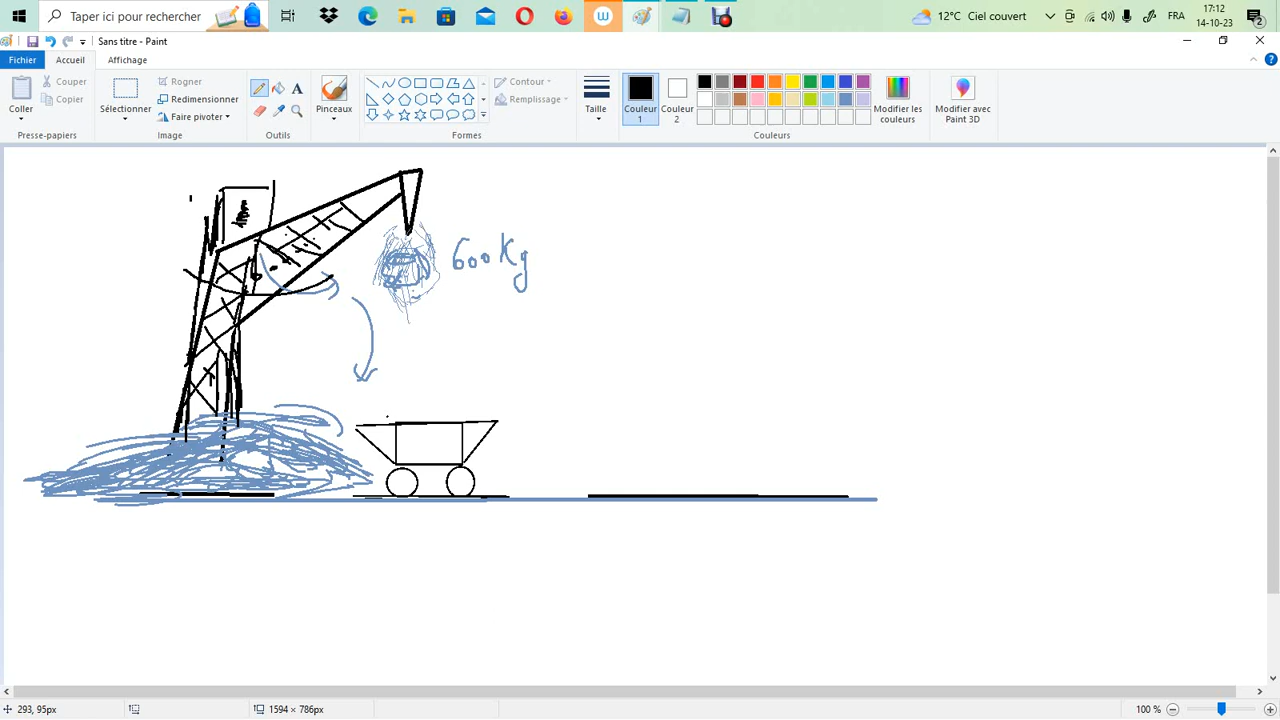 Taper ici pour rechercher
12°C Ciel couvert
FRA
17:12
14-10-23
2
Sans titre - Paint
Fichier
Accueil
Affichage
Coller
Couper
Copier
Presse-papiers
Sélectionner
Rogner
Redimensionner
Faire pivoter
Image
A
Outils
Pinceaux
Contour
Remplissage
Formes
Taille
Couleur 1
Couleur 2
Modifier les couleurs
Couleurs
Modifier avec Paint 3D
600 Kg
293, 95px
1594 × 786px
100 %